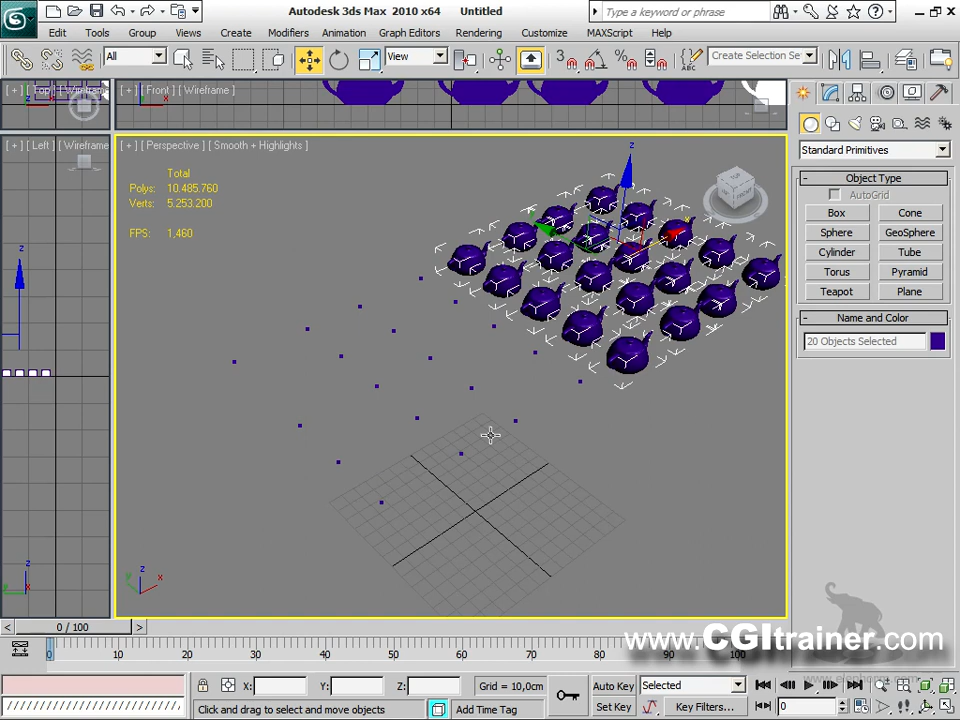 Autodesk 3ds Max 2010 x64 Untitled
Type a keyword or phrase
Edit Tools Group Views Create Modifiers Animation Graph Editors Rendering Customize MAXScript Help
All View Create Selection Se
[ + ] [ Top ] [ Wirefram
[ + ] [ Front ] [ Wireframe ]
[ + ] [ Left ] [ Wireframe
[ + ] [ Perspective ] [ Smooth + Highlights ]
Total
Polys: 10.485.760
Verts: 5.253.200
FPS: 1,460
Standard Primitives
Object Type
AutoGrid
Box Cone
Sphere GeoSphere
Cylinder Tube
Torus Pyramid
Teapot Plane
Name and Color
20 Objects Selected
z
z
x
y
z
x
z
x
0 / 100
0 10 20 30 40 50 60 70 80 90 100
www.CGItrainer.com
X: Y: Z: Grid = 10,0cm
Auto Key Selected
Set Key Key Filters...
0
Click and drag to select and move objects
Add Time Tag